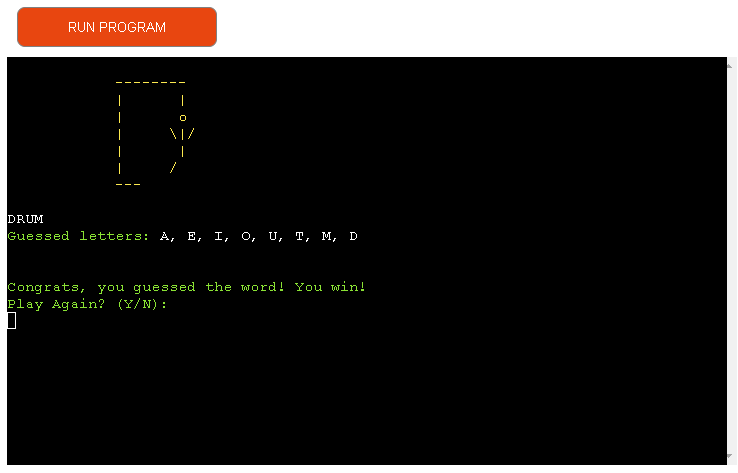 RUN PROGRAM
--------
|      |
|      o
|     \|/
|      |
|     /
---
DRUM
Guessed letters: A, E, I, O, U, T, M, D
Congrats, you guessed the word! You win!
Play Again? (Y/N):